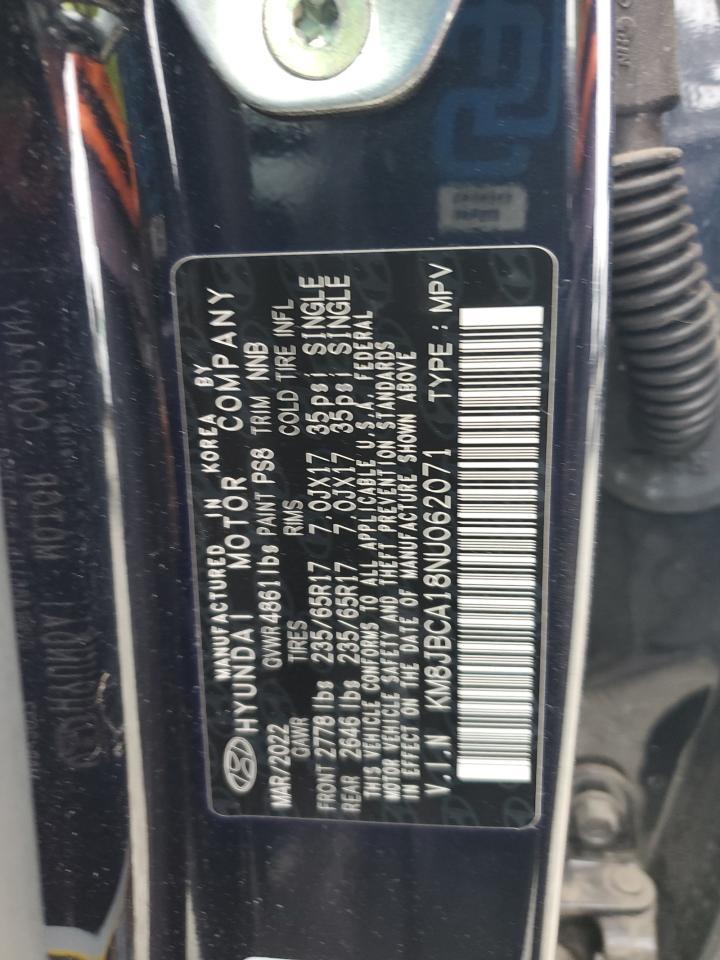 MANUFACTURED IN KOREA BY
HYUNDAI MOTOR COMPANY
MAR/2022 GVWR 4861 lbs PAINT PS8 TRIM NNB
GAWR TIRES RIMS COLD TIRE INFL
FRONT 2778 lbs 235/65R17 7.0JX17 35psi SINGLE
REAR 2646 lbs 235/65R17 7.0JX17 35psi SINGLE
THIS VEHICLE CONFORMS TO ALL APPLICABLE U.S.A. FEDERAL
MOTOR VEHICLE SAFETY AND THEFT PREVENTION STANDARDS
IN EFFECT ON THE DATE OF MANUFACTURE SHOWN ABOVE
V.I.N KM8JBCA18NU062071 TYPE : MPV